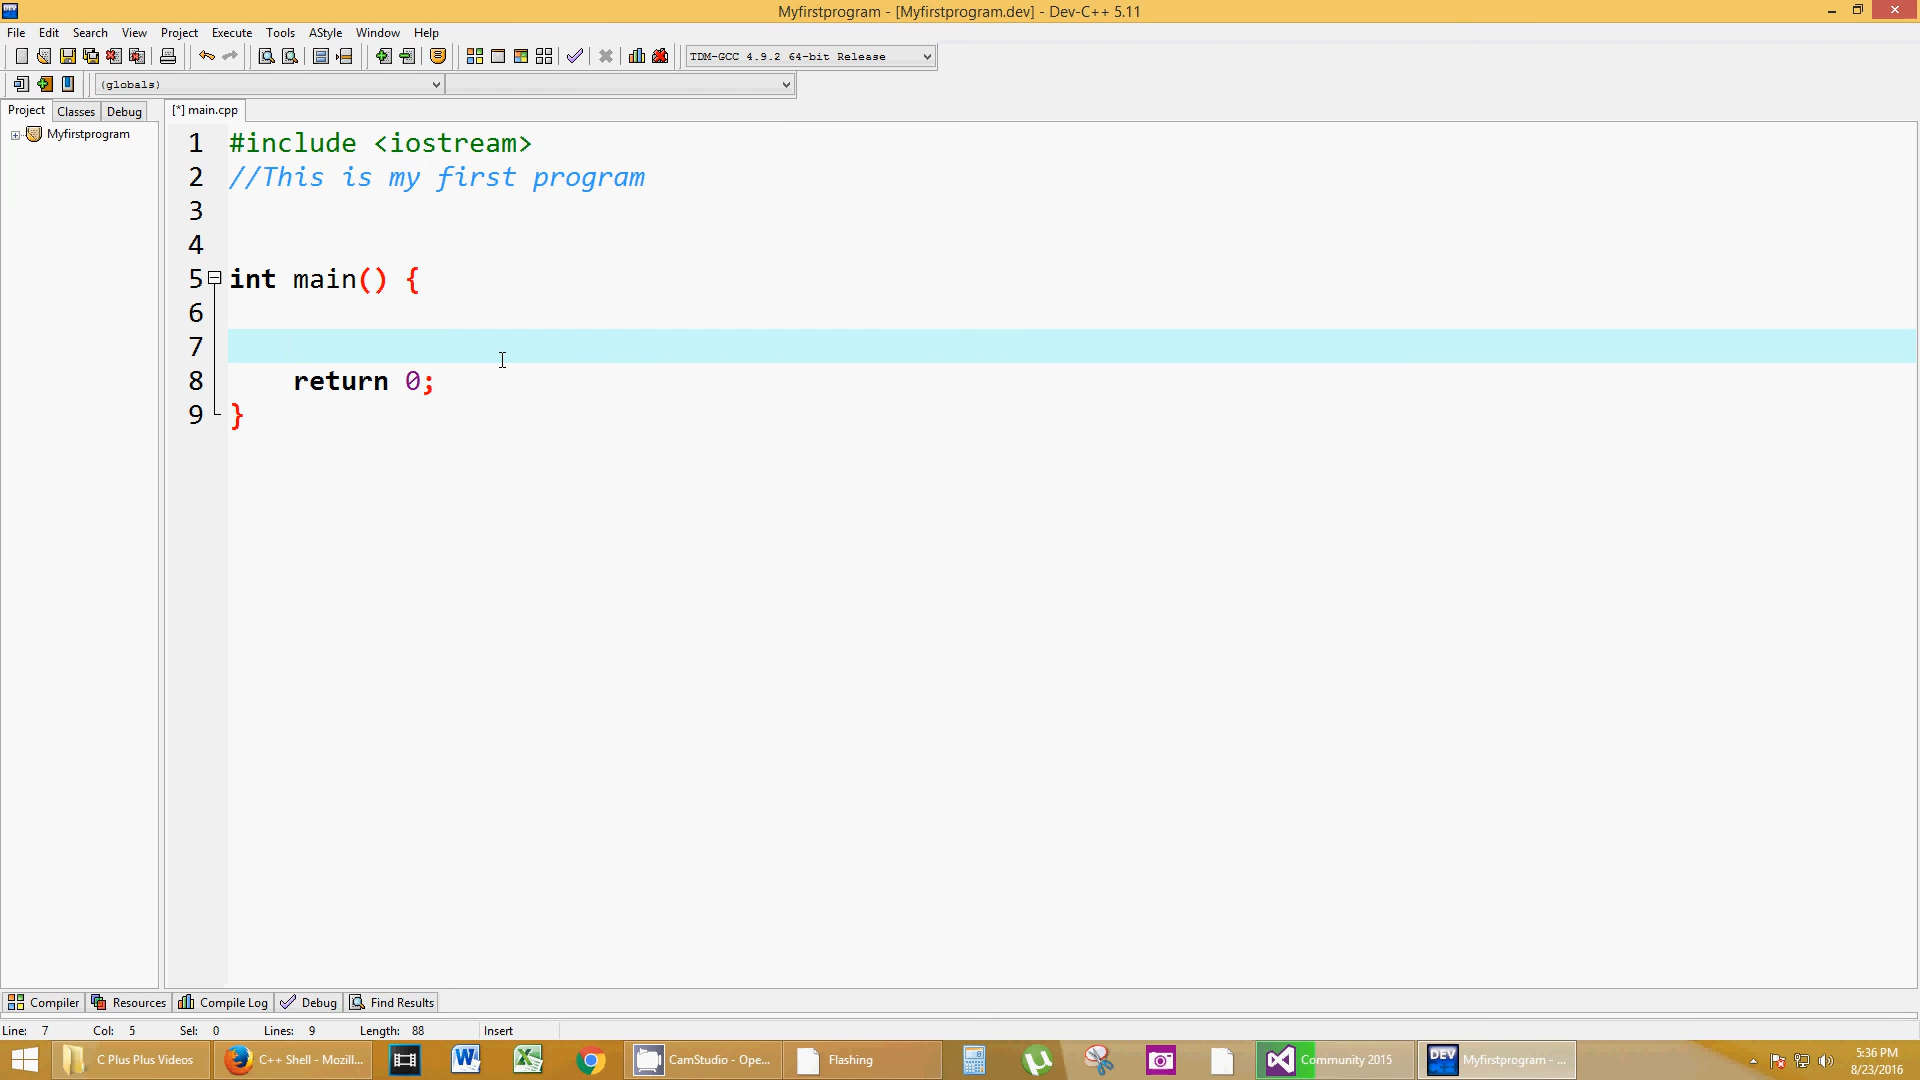 Myfirstprogram - [Myfirstprogram.dev] - Dev-C++ 5.11
File Edit Search View Project Execute Tools AStyle Window Help
TDM-GCC 4.9.2 64-bit Release
(globals)
Project Classes Debug [*] main.cpp
Myfirstprogram
1 #include <iostream>
2 //This is my first program
3
4
5 int main() {
6
7
8 return 0;
9 }
Compiler Resources Compile Log Debug Find Results
Line: 7 Col: 5 Sel: 0 Lines: 9 Length: 88 Insert
C Plus Plus Videos C++ Shell - Mozill... CamStudio - Ope... Flashing Community 2015 DEV Myfirstprogram - ... 5:36 PM
8/23/2016